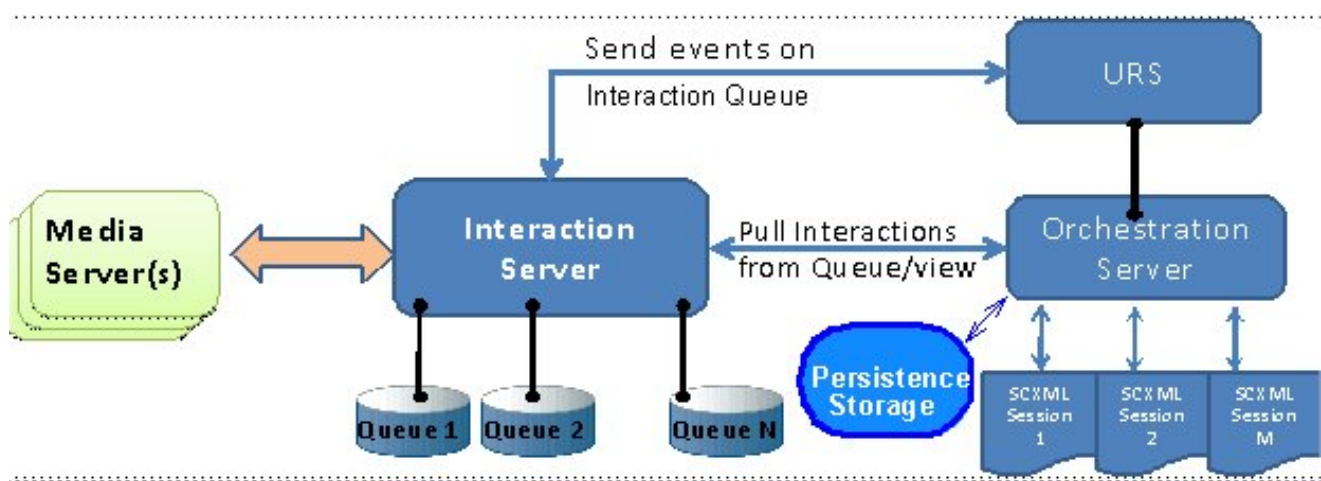 Send events on
Interaction Queue
URS
Media
Server(s)
Interaction
Server
Pull Interactions
from Queue/view
Orchestration
Server
Persistence
Storage
Queue 1
Queue 2
Queue N
SCXML
Session
1
SCXML
Session
2
SCXML
Session
M